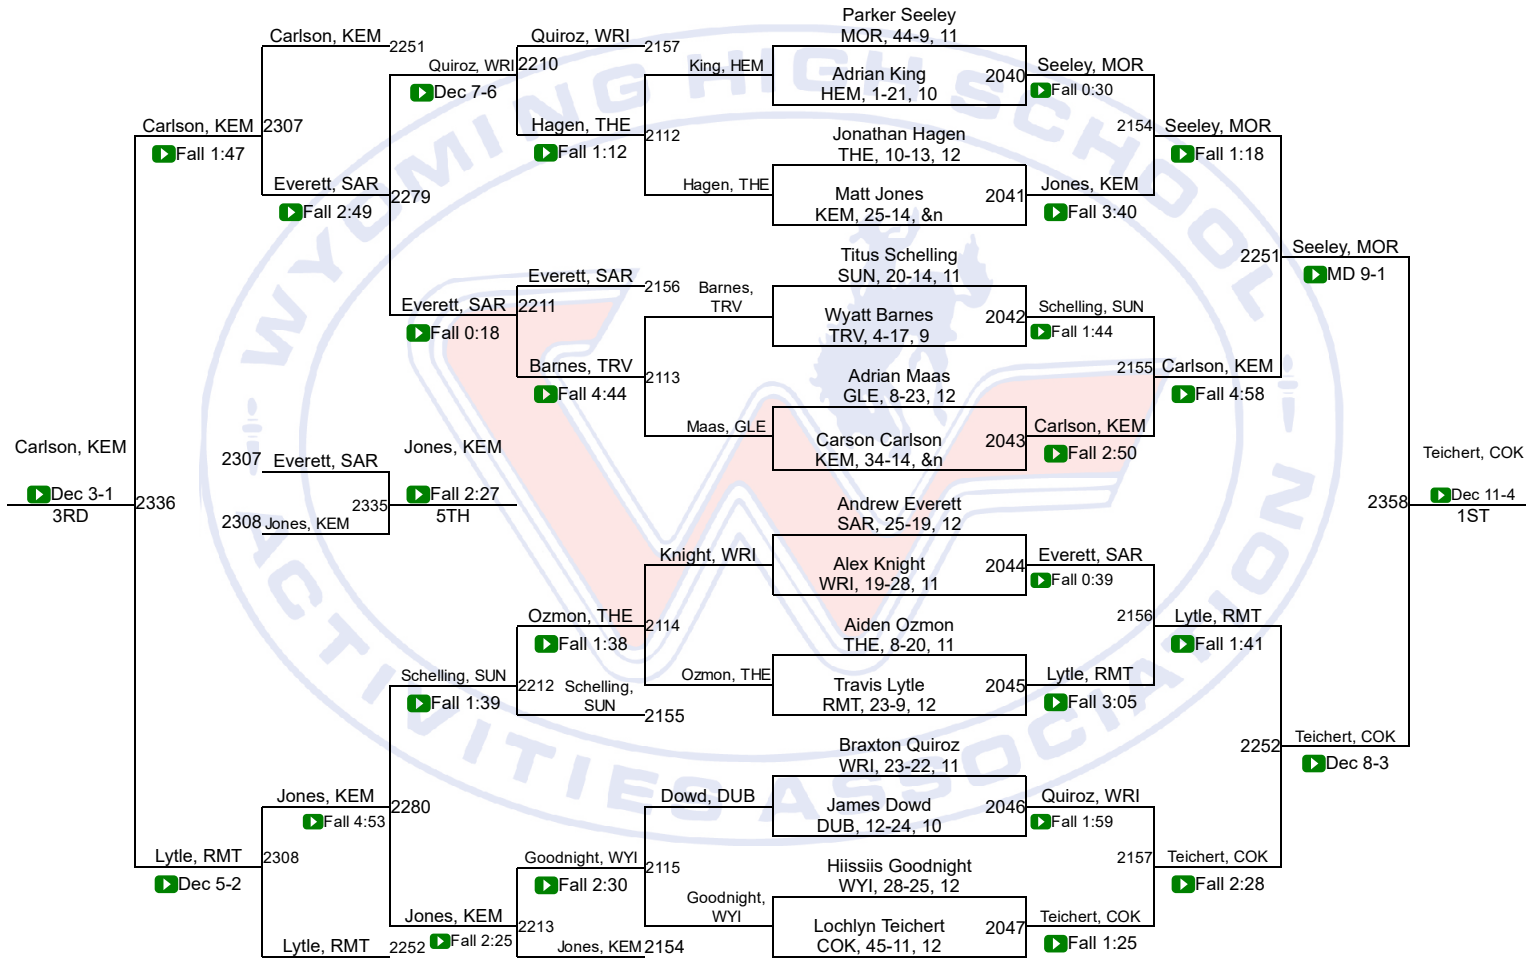 Parker Seeley
MOR, 44-9, 11
Carlson, KEM
2251
Quiroz, WRI
2157
Quiroz, WRI
2210
King, HEM
Adrian King
HEM, 1-21, 10
2040
Seeley, MOR
Fall 0:30
Dec 7-6
Carlson, KEM
2307
Hagen, THE
2112
Jonathan Hagen
THE, 10-13, 12
2154
Seeley, MOR
Fall 1:47
Fall 1:12
Fall 1:18
Everett, SAR
2279
Hagen, THE
Matt Jones
KEM, 25-14, &n
2041
Jones, KEM
Fall 2:49
Fall 3:40
Titus Schelling
SUN, 20-14, 11
2251
Seeley, MOR
MD 9-1
Everett, SAR
2156
Barnes,
TRV
Everett, SAR
2211
Wyatt Barnes
TRV, 4-17, 9
2042
Schelling, SUN
Fall 1:44
Fall 0:18
Barnes, TRV
2113
Adrian Maas
GLE, 8-23, 12
2155
Carlson, KEM
Fall 4:44
Fall 4:58
Maas, GLE
Carson Carlson
KEM, 34-14, &n
2043
Carlson, KEM
Fall 2:50
Carlson, KEM
2307
Everett, SAR
Jones, KEM
Teichert, COK
Dec 3-1
2336
3RD
2335
Fall 2:27
5TH
2308
Jones, KEM
Andrew Everett
SAR, 25-19, 12
2358
Dec 11-4
1ST
Knight, WRI
Alex Knight
WRI, 19-28, 11
2044
Everett, SAR
Fall 0:39
Ozmon, THE
2114
Aiden Ozmon
THE, 8-20, 11
2156
Lytle, RMT
Fall 1:38
Fall 1:41
Schelling, SUN
2212
Schelling,
SUN
2155
Ozmon, THE
Travis Lytle
RMT, 23-9, 12
2045
Lytle, RMT
Fall 1:39
Fall 3:05
Braxton Quiroz
WRI, 23-22, 11
2252
Teichert, COK
Dec 8-3
Jones, KEM
2280
Dowd, DUB
James Dowd
DUB, 12-24, 10
2046
Quiroz, WRI
Fall 4:53
Fall 1:59
Lytle, RMT
2308
Goodnight, WYI
2115
Hiissiis Goodnight
WYI, 28-25, 12
2157
Teichert, COK
Dec 5-2
Fall 2:30
Fall 2:28
Goodnight,
WYI
Jones, KEM
2213
Lochlyn Teichert
COK, 45-11, 12
2047
Teichert, COK
Fall 2:25
Fall 1:25
Lytle, RMT
2252
Jones, KEM
2154
WYOMING HIGH SCHOOL
ACTIVITIES ASSOCIATION